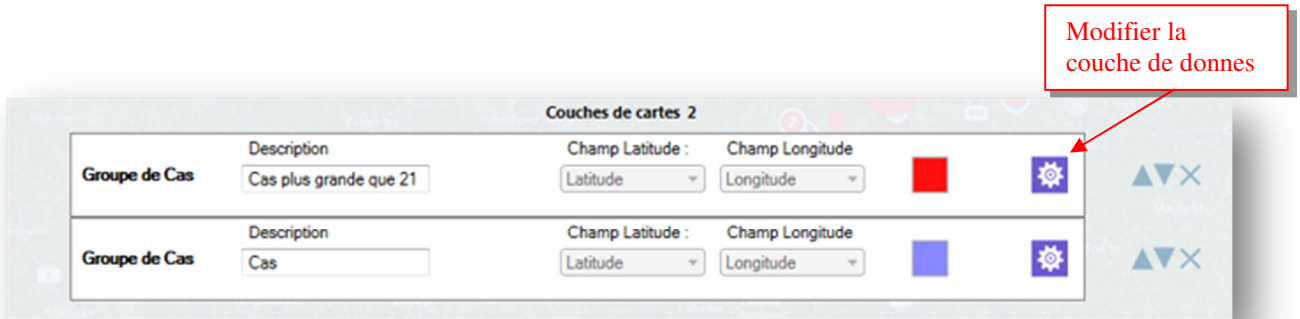 Modifier la
couche de donnes
Couches de cartes 2
Description Champ Latitude : Champ Longitude
Groupe de Cas Cas plus grande que 21 Latitude Longitude
Description Champ Latitude : Champ Longitude
Groupe de Cas Cas Latitude Longitude